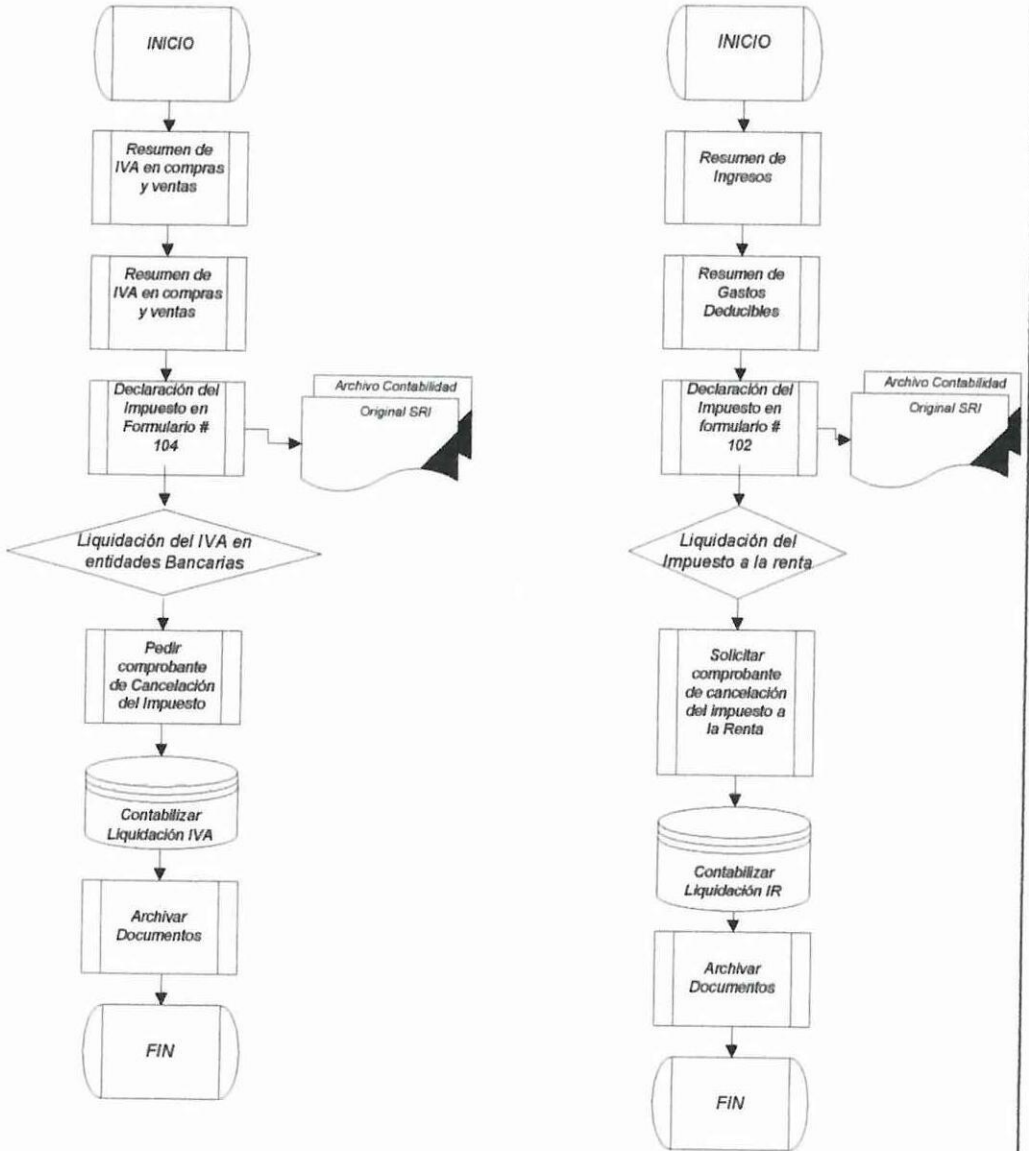 INICIO
Resumen de
IVA en compras
y ventas
Resumen de
IVA en compras
y ventas
Declaración del
Impuesto en
Formulario #
104
Archivo Contabilidad
Original SRI
Liquidación del IVA en
entidades Bancarias
Pedir
comprobante
de Cancelación
del Impuesto
Contabilizar
Liquidación IVA
Archivar
Documentos
FIN
INICIO
Resumen de
Ingresos
Resumen de
Gastos
Deducibles
Declaración del
Impuesto en
formulario #
102
Archivo Contabilidad
Original SRI
Liquidación del
Impuesto a la renta
Solicitar
comprobante
de cancelación
del impuesto a
la Renta
Contabilizar
Liquidación IR
Archivar
Documentos
FIN